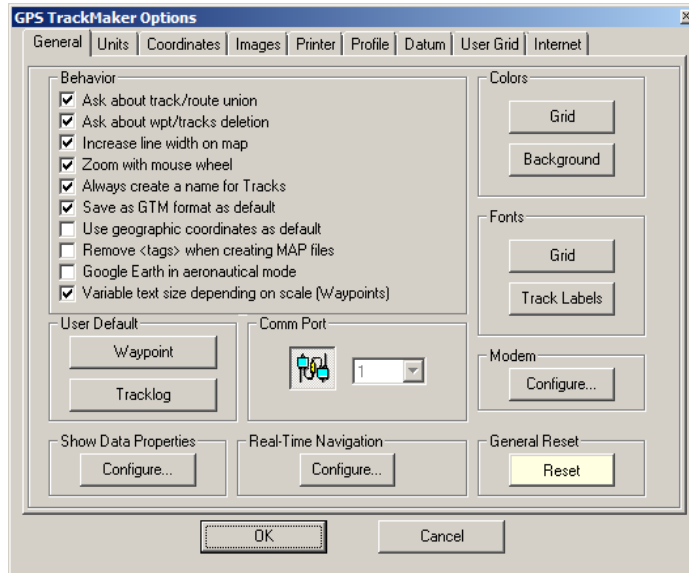 GPS TrackMaker Options
General Units Coordinates Images Printer Profile Datum User Grid Internet
Behavior
Ask about track/route union
Ask about wpt/tracks deletion
Increase line width on map
Zoom with mouse wheel
Always create a name for Tracks
Save as GTM format as default
Use geographic coordinates as default
Remove <tags> when creating MAP files
Google Earth in aeronautical mode
Variable text size depending on scale (Waypoints)
Colors
Grid
Background
Fonts
Grid
Track Labels
User Default
Waypoint
Tracklog
Comm Port
1
Modem
Configure...
Show Data Properties
Configure...
Real-Time Navigation
Configure...
General Reset
Reset
OK
Cancel